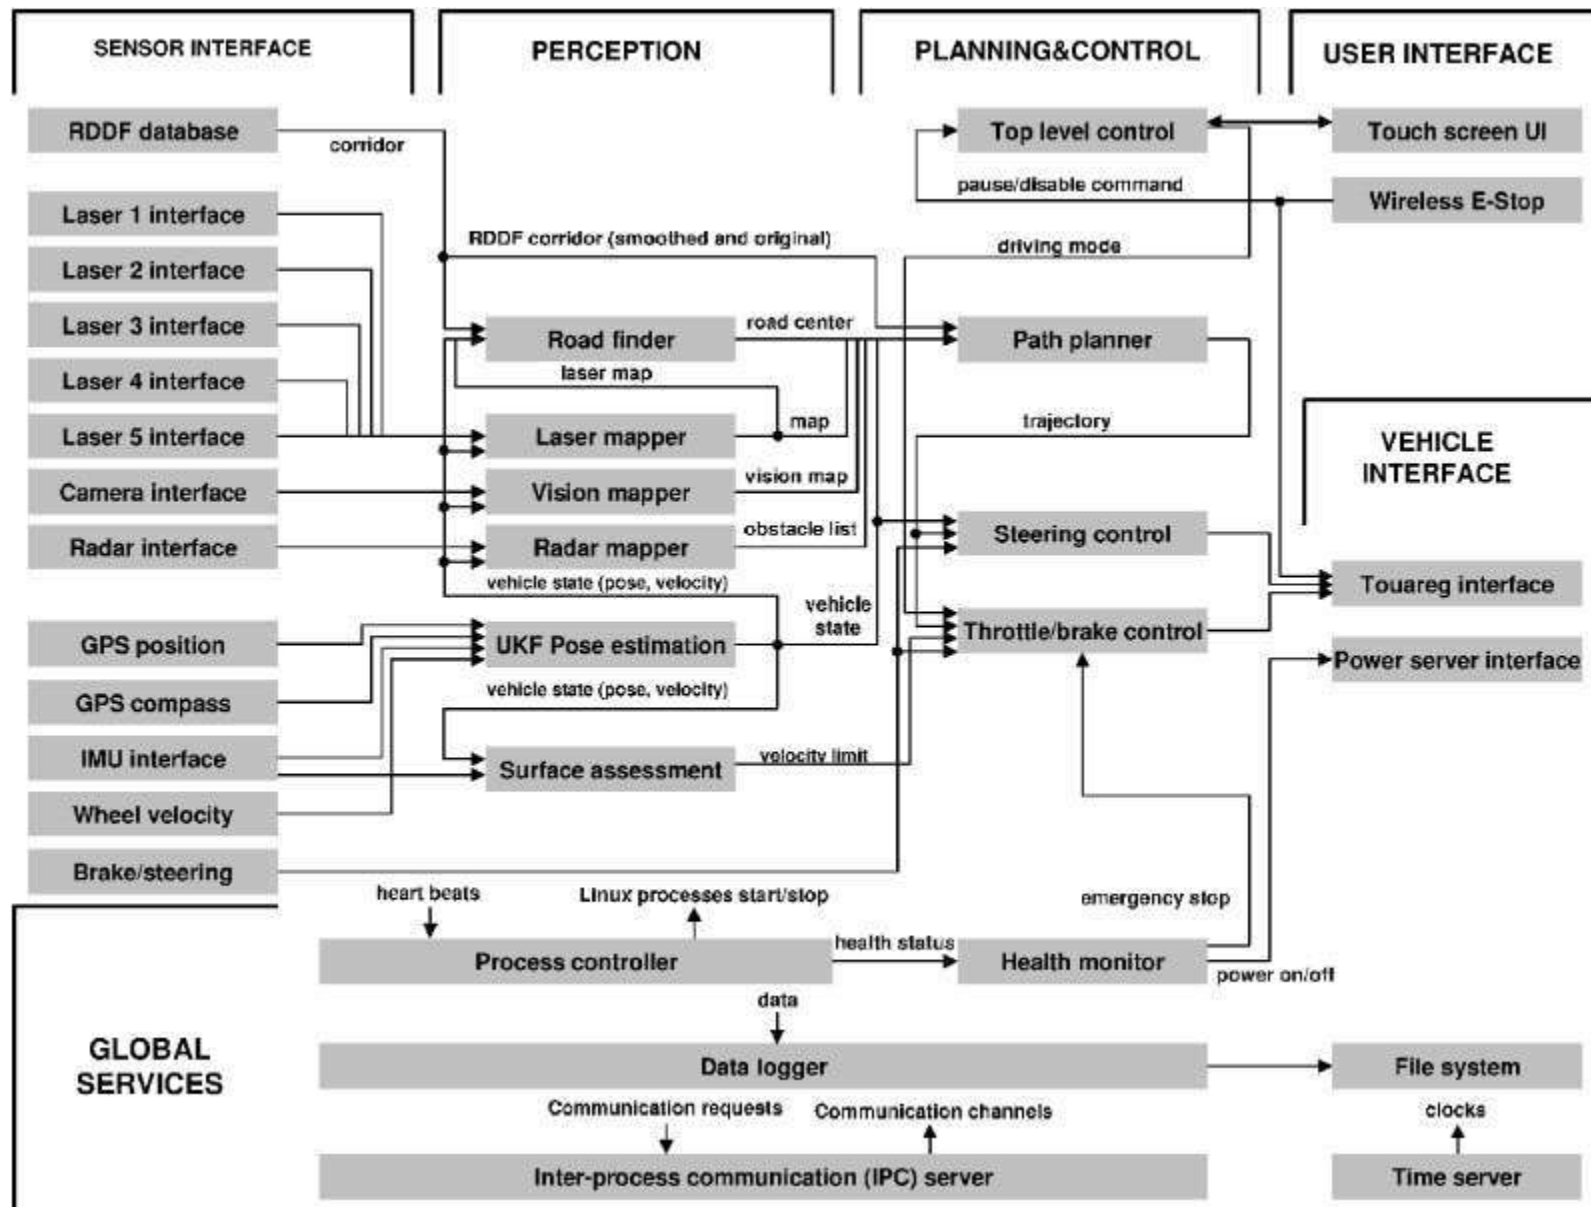 SENSOR INTERFACE
PERCEPTION
PLANNING&CONTROL
USER INTERFACE
RDDF database
corridor
Top level control
Touch screen UI
pause/disable command
Wireless E-Stop
Laser 1 interface
RDDF corridor (smoothed and original)
driving mode
Laser 2 interface
Laser 3 interface
Road finder
road center
Path planner
laser map
Laser 4 interface
Laser 5 interface
Laser mapper
map
trajectory
VEHICLE
INTERFACE
Camera interface
Vision mapper
vision map
Radar interface
Radar mapper
obstacle list
Steering control
vehicle state (pose, velocity)
Touareg interface
vehicle
state
GPS position
UKF Pose estimation
Throttle/brake control
Power server interface
vehicle state (pose, velocity)
GPS compass
IMU interface
Surface assessment
velocity limit
Wheel velocity
Brake/steering
heart beats
Linux processes start/stop
emergency stop
health status
Process controller
Health monitor
power on/off
data
GLOBAL
SERVICES
Data logger
File system
Communication requests
Communication channels
clocks
Inter-process communication (IPC) server
Time server